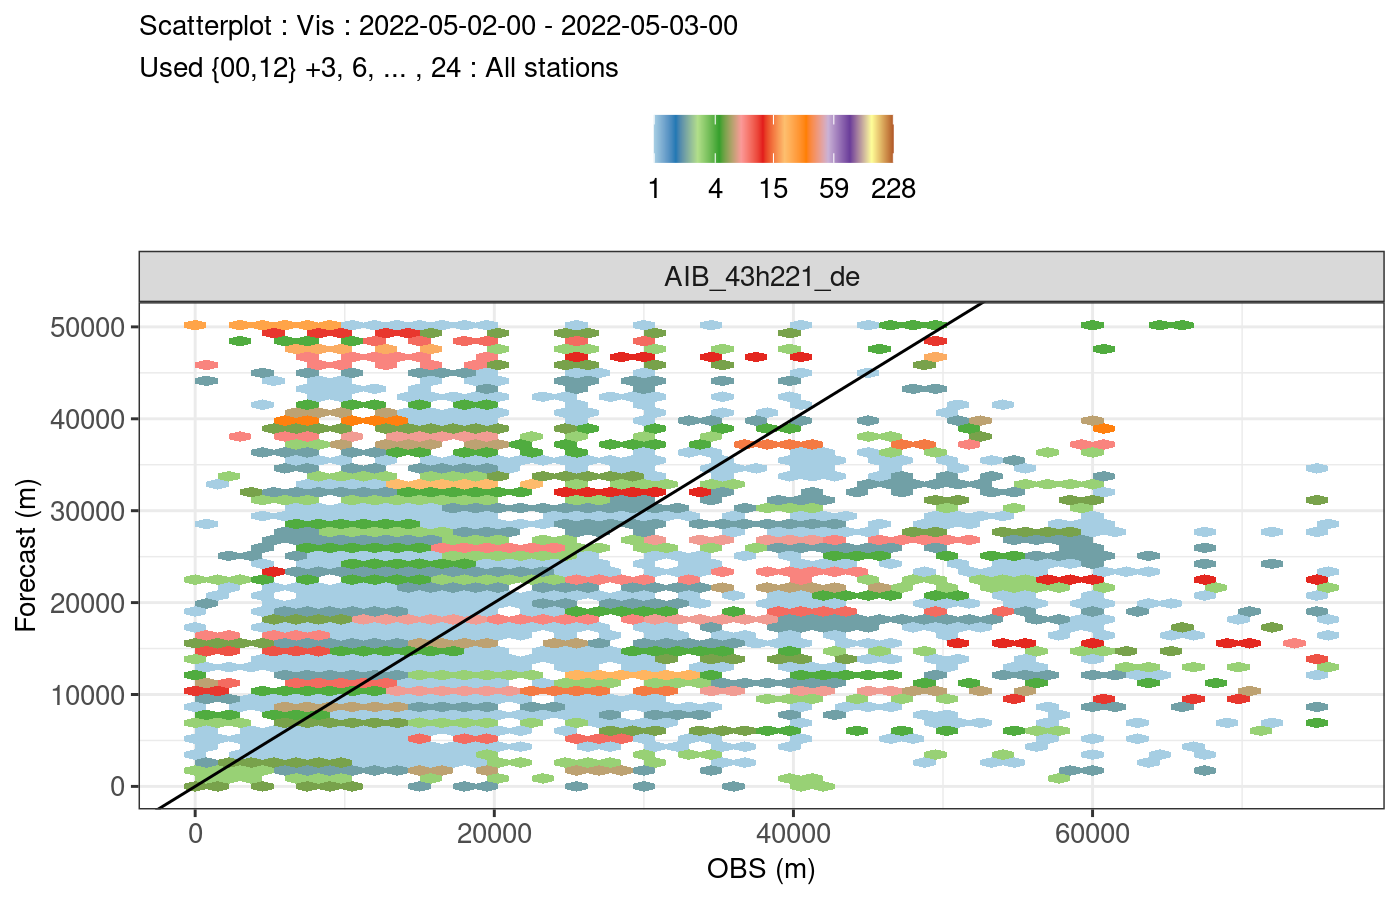 Scatterplot : Vis : 2022-05-02-00 - 2022-05-03-00
Used {00,12} +3, 6, ... , 24 : All stations
1 4 15 59 228
AIB_43h221_de
50000
40000
30000
20000
10000
0
Forecast (m)
0 20000 40000 60000
OBS (m)